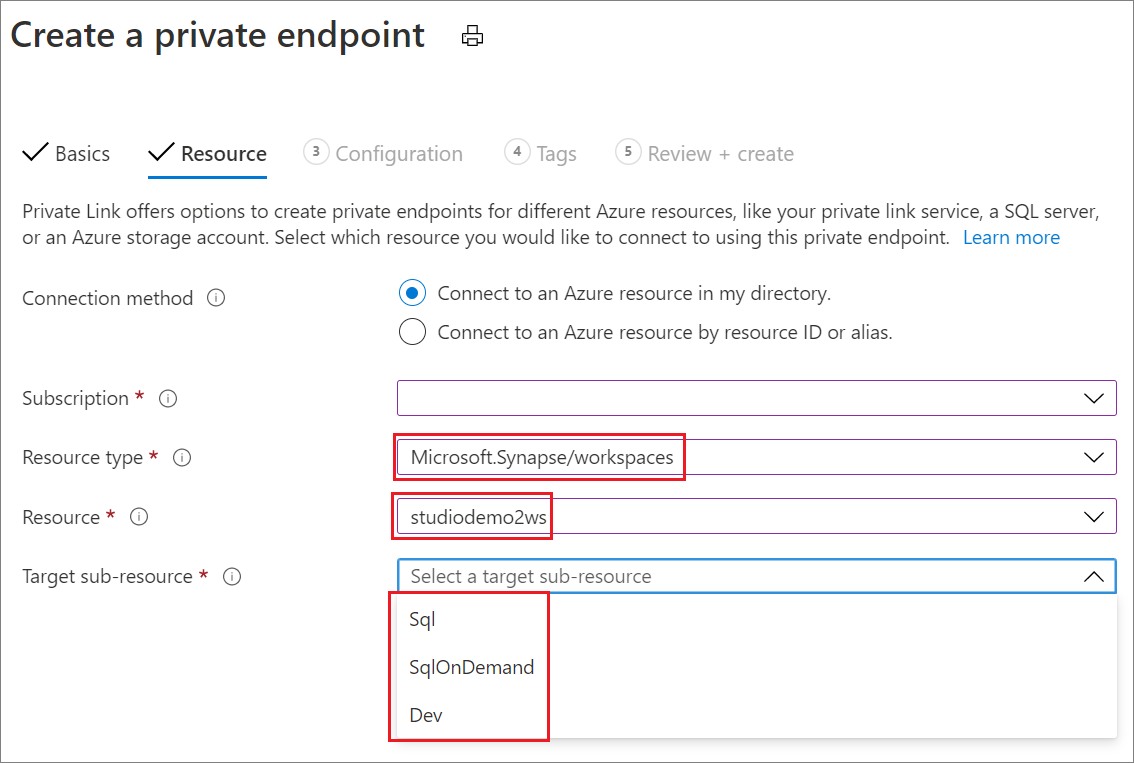 Create a private endpoint
Basics
Resource
3 Configuration
4 Tags
5 Review + create
Private Link offers options to create private endpoints for different Azure resources, like your private link service, a SQL server,
or an Azure storage account. Select which resource you would like to connect to using this private endpoint. Learn more
Connection method
Connect to an Azure resource in my directory.
Connect to an Azure resource by resource ID or alias.
Subscription *
Resource type *
Microsoft.Synapse/workspaces
Resource *
studiodemo2ws
Target sub-resource *
Select a target sub-resource
Sql
SqlOnDemand
Dev